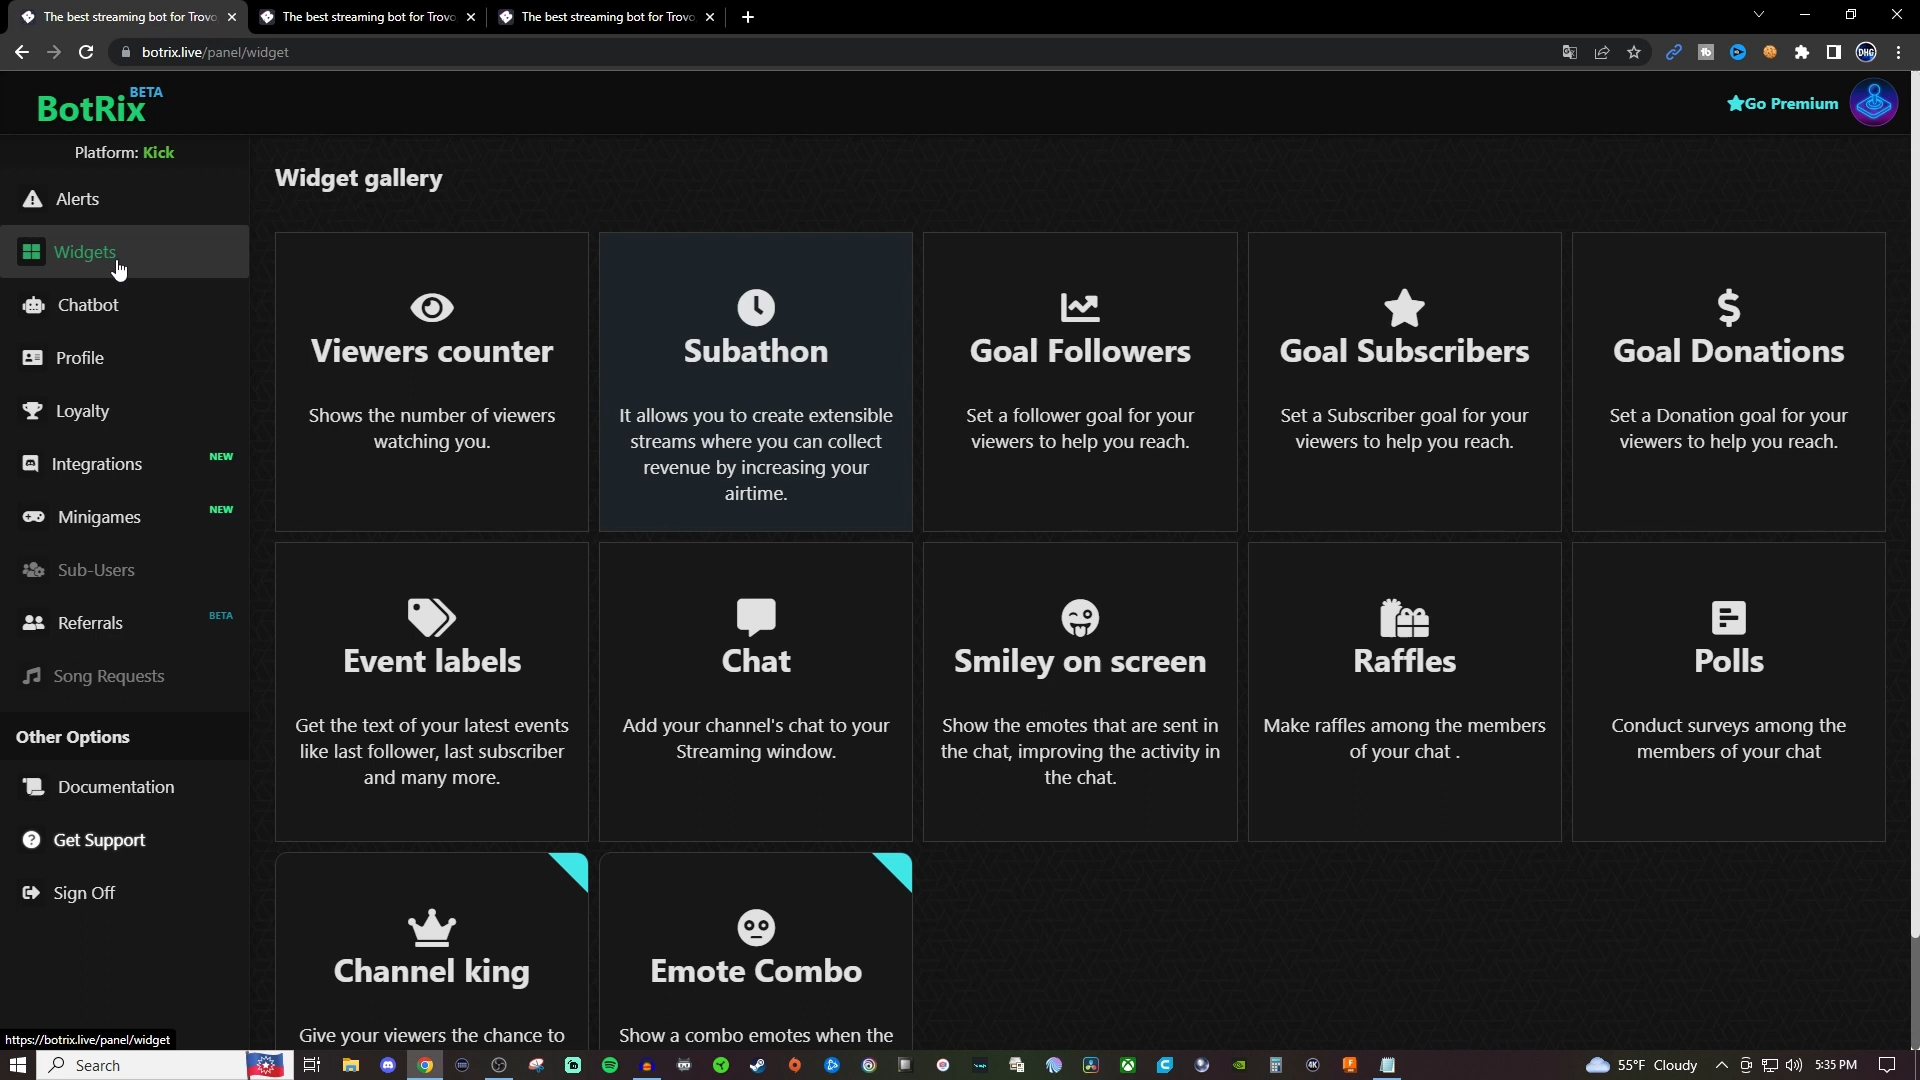 The best streaming bot for Trovo
The best streaming bot for Trovo
The best streaming bot for Trovo
botrix.live/panel/widget
DHG
BotRix BETA
Go Premium
Platform: Kick
Alerts
Widgets
Chatbot
Profile
Loyalty
Integrations NEW
Minigames NEW
Sub-Users
Referrals BETA
Song Requests
Other Options
Documentation
Get Support
Sign Off
Widget gallery
Viewers counter
Shows the number of viewers
watching you.
Subathon
It allows you to create extensible
streams where you can collect
revenue by increasing your
airtime.
Goal Followers
Set a follower goal for your
viewers to help you reach.
Goal Subscribers
Set a Subscriber goal for your
viewers to help you reach.
Goal Donations
Set a Donation goal for your
viewers to help you reach.
Event labels
Get the text of your latest events
like last follower, last subscriber
and many more.
Chat
Add your channel's chat to your
Streaming window.
Smiley on screen
Show the emotes that are sent in
the chat, improving the activity in
the chat.
Raffles
Make raffles among the members
of your chat .
Polls
Conduct surveys among the
members of your chat
Channel king
Give your viewers the chance to
Emote Combo
Show a combo emotes when the
https://botrix.live/panel/widget
Search
4K
55°F Cloudy
5:35 PM